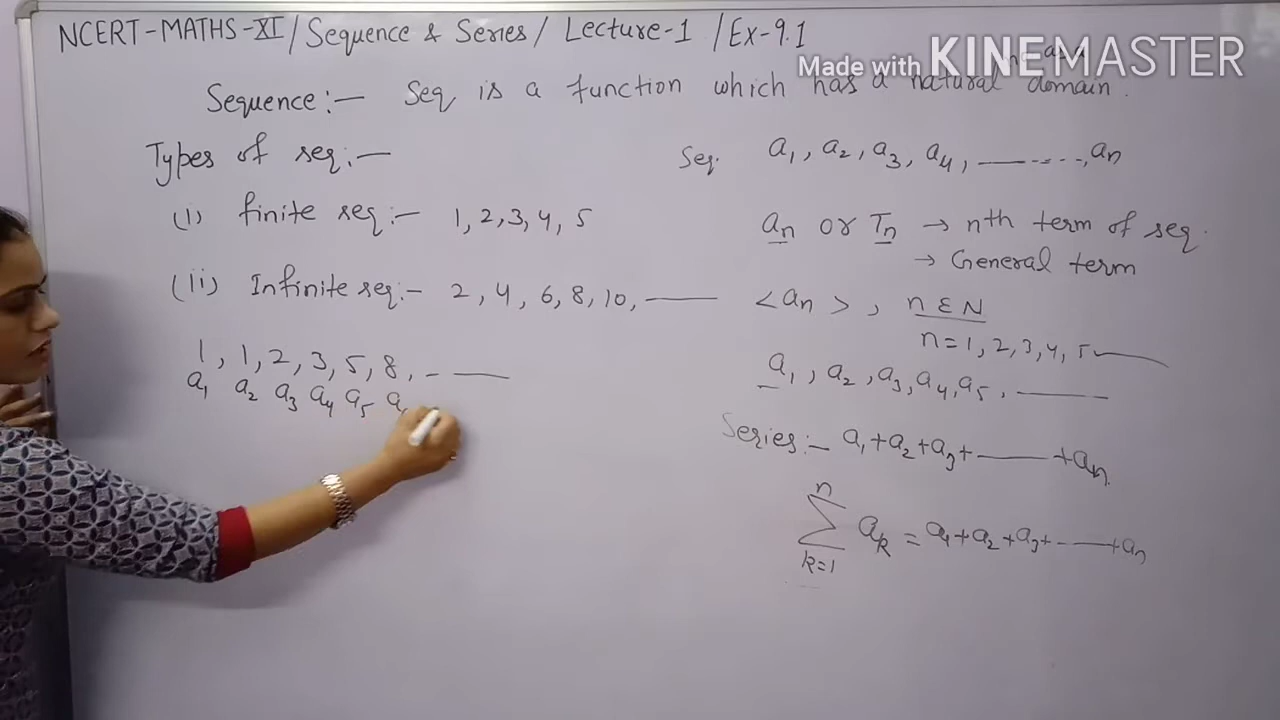 NCERT-MATHS-XI / Sequence & Series / Lecture-1 / Ex-9.1
Made with KINEMASTER
Sequence:- Seq is a function which has a natural domain.
Types of seq:-
(i) finite seq:- 1, 2, 3, 4, 5
(ii) Infinite seq:- 2, 4, 6, 8, 10, ——
1, 1, 2, 3, 5, 8, - ——
a₁ a₂ a₃ a₄ a₅ a
Seq. a₁, a₂, a₃, a₄, —----, aₙ
aₙ or Tₙ → nth term of seq.
→ General term
<aₙ>, n ε N
n = 1, 2, 3, 4, 5 ——
a₁, a₂, a₃, a₄, a₅, ——
Series:- a₁+a₂+a₃+ —— +aₙ
n
∑ aₖ = a₁+a₂+a₃+ —— +aₙ
k=1